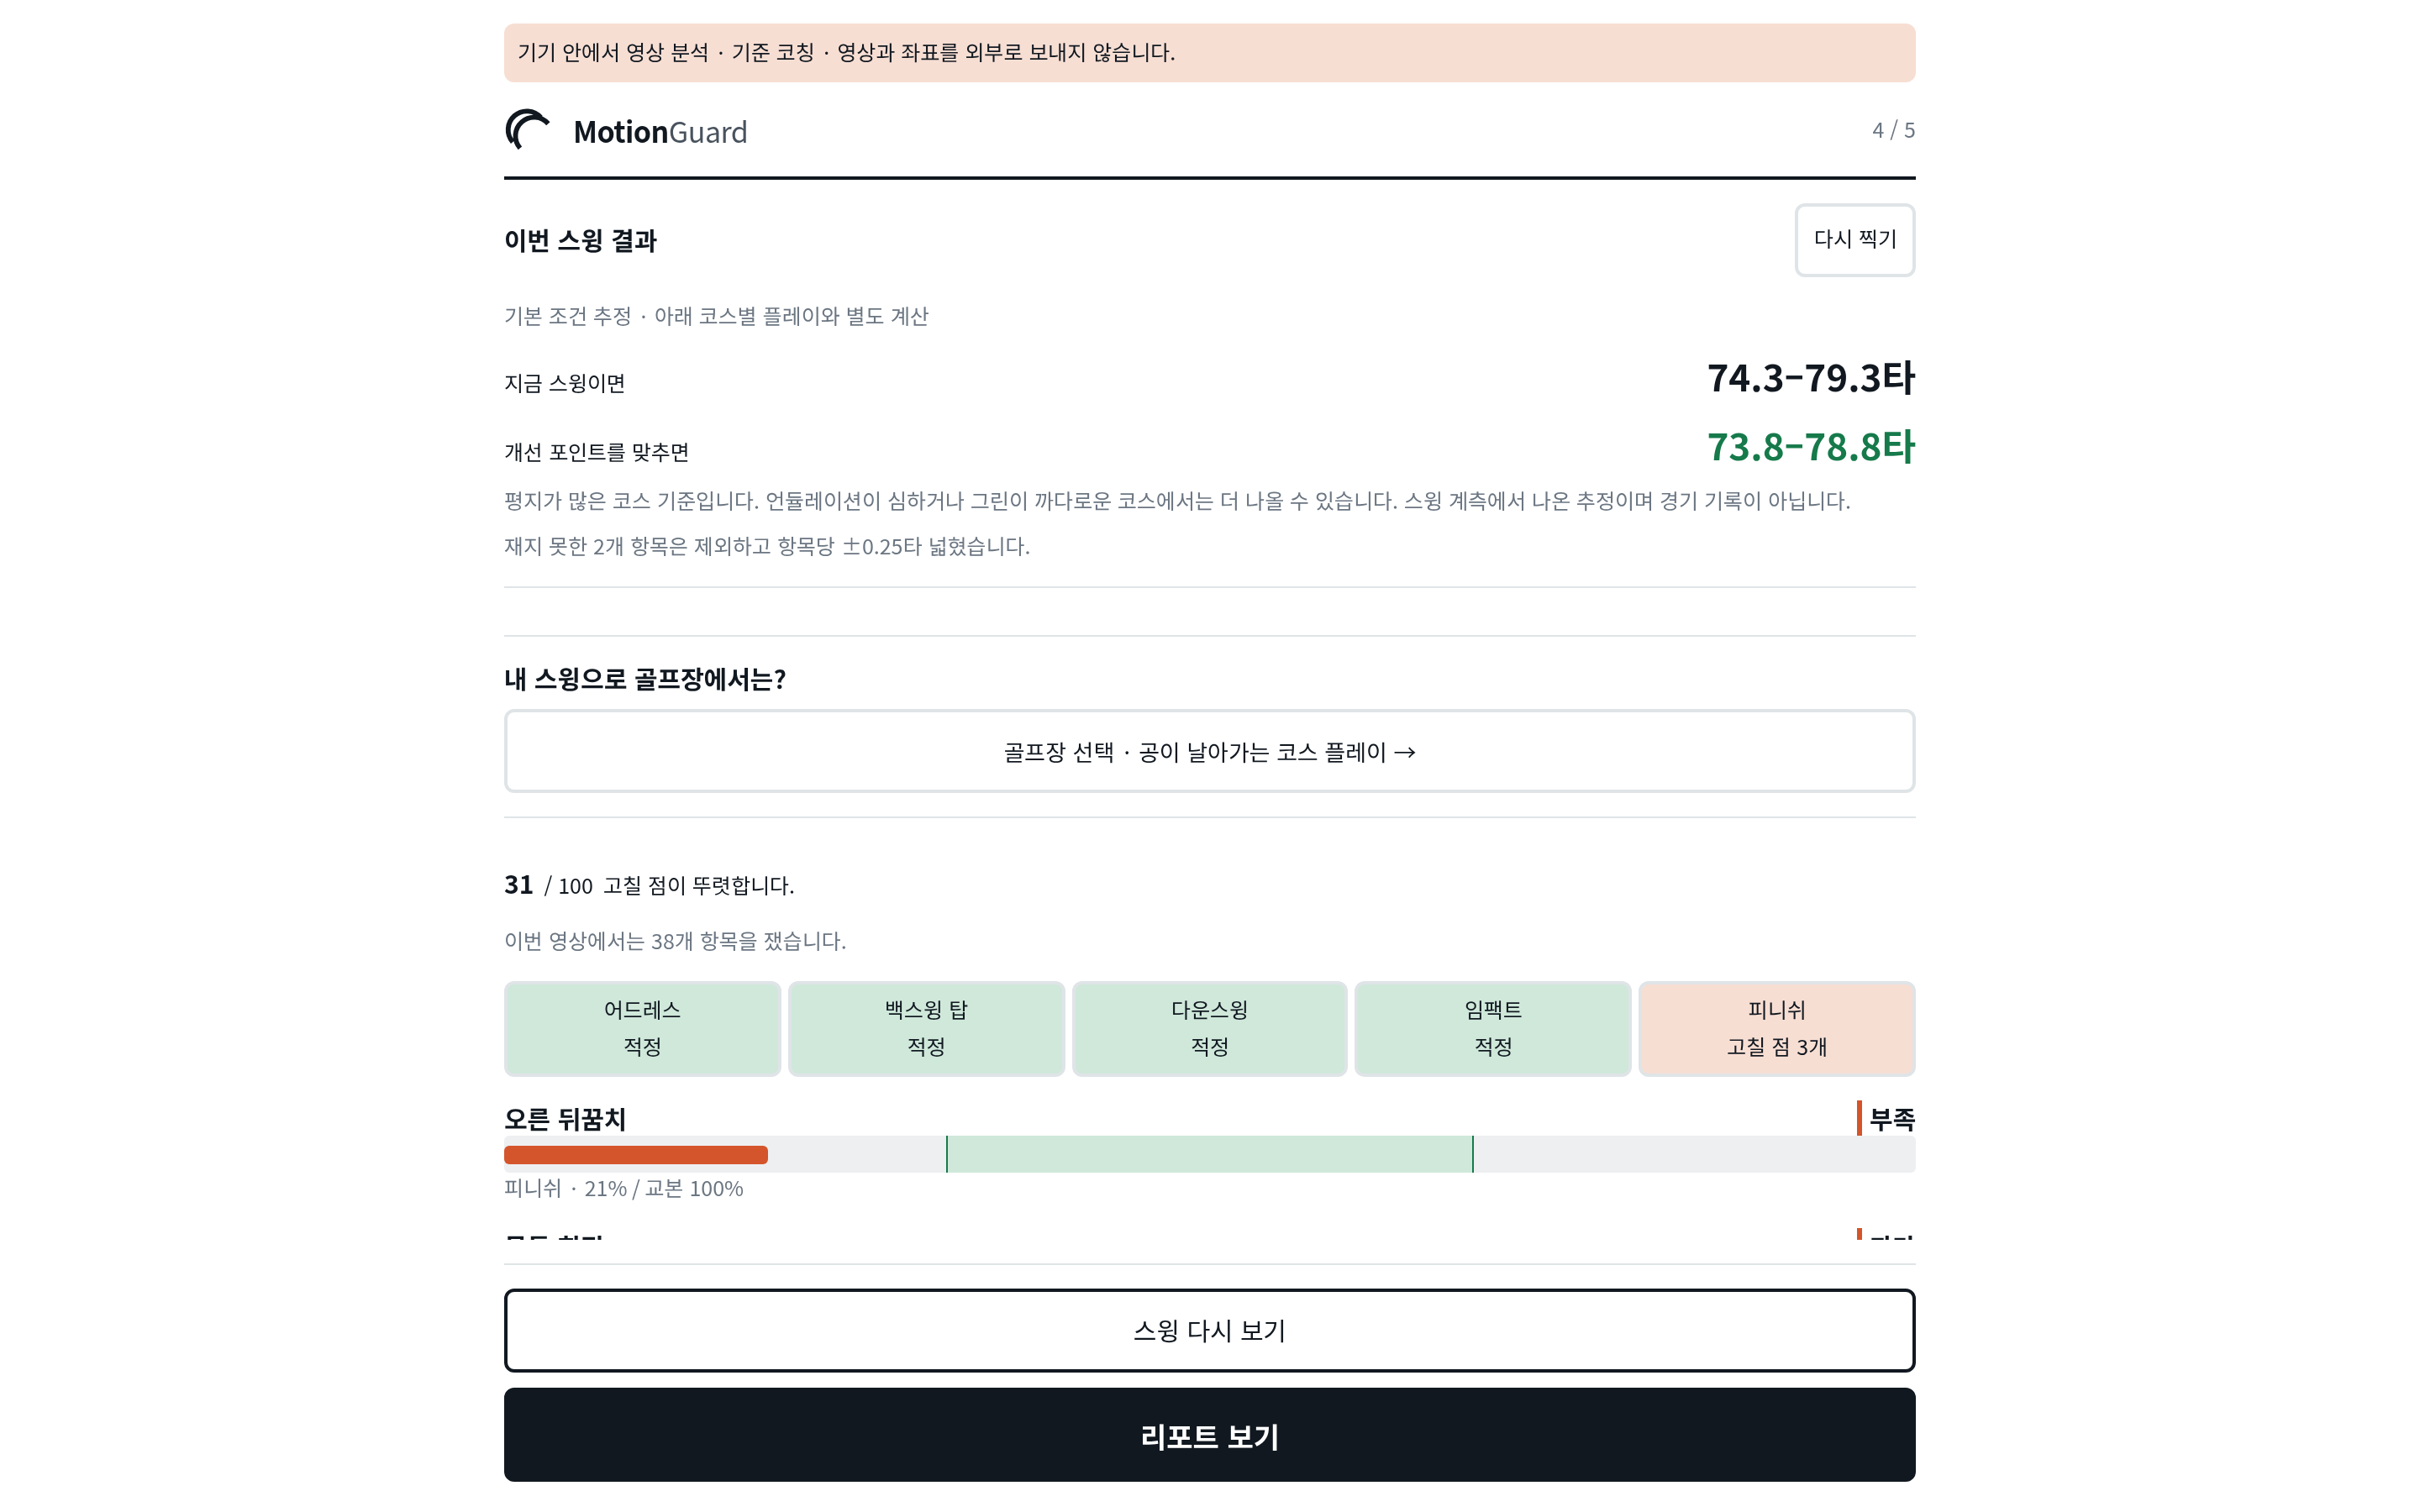 기기 안에서 영상 분석 · 기준 코칭 · 영상과 좌표를 외부로 보내지 않습니다.
MotionGuard
4 / 5
이번 스윙 결과
다시 찍기
기본 조건 추정 · 아래 코스별 플레이와 별도 계산
지금 스윙이면
74.3–79.3타
개선 포인트를 맞추면
73.8–78.8타
평지가 많은 코스 기준입니다. 언듈레이션이 심하거나 그린이 까다로운 코스에서는 더 나올 수 있습니다. 스윙 계측에서 나온 추정이며 경기 기록이 아닙니다.
재지 못한 2개 항목은 제외하고 항목당 ±0.25타 넓혔습니다.
내 스윙으로 골프장에서는?
골프장 선택 · 공이 날아가는 코스 플레이 →
31 / 100 고칠 점이 뚜렷합니다.
이번 영상에서는 38개 항목을 쟀습니다.
어드레스
적정
백스윙 탑
적정
다운스윙
적정
임팩트
적정
피니쉬
고칠 점 3개
오른 뒤꿈치
부족
피니쉬 · 21% / 교본 100%
스윙 다시 보기
리포트 보기